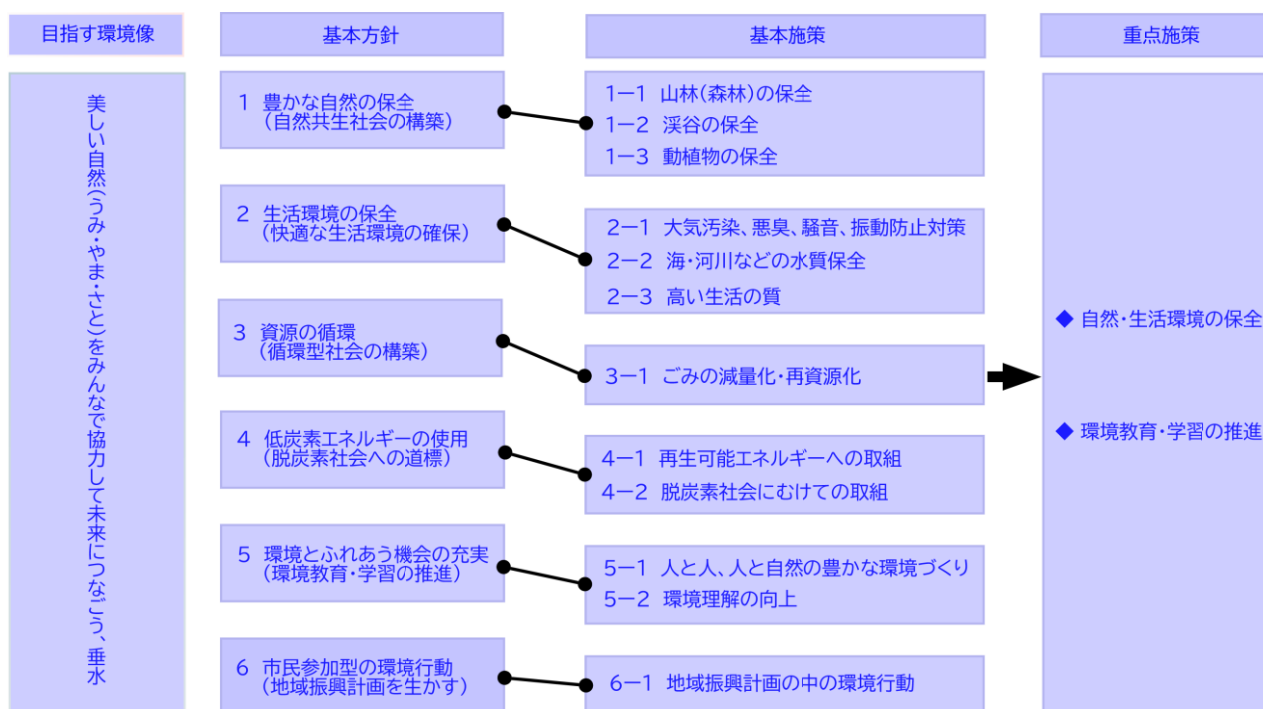 目指す環境像
基本方針
基本施策
重点施策
美しい自然(うみ・やま・さと)をみんなで協力して未来につなごう、垂水
1 豊かな自然の保全
(自然共生社会の構築)
1ー1 山林(森林)の保全
1ー2 渓谷の保全
1ー3 動植物の保全
2 生活環境の保全
(快適な生活環境の確保)
2ー1 大気汚染、悪臭、騒音、振動防止対策
2ー2 海・河川などの水質保全
2ー3 高い生活の質
3 資源の循環
(循環型社会の構築)
3ー1 ごみの減量化・再資源化
4 低炭素エネルギーの使用
(脱炭素社会への道標)
4ー1 再生可能エネルギーへの取組
4ー2 脱炭素社会にむけての取組
5 環境とふれあう機会の充実
(環境教育・学習の推進)
5ー1 人と人、人と自然の豊かな環境づくり
5ー2 環境理解の向上
6 市民参加型の環境行動
(地域振興計画を生かす)
6ー1 地域振興計画の中の環境行動
◆ 自然・生活環境の保全
◆ 環境教育・学習の推進